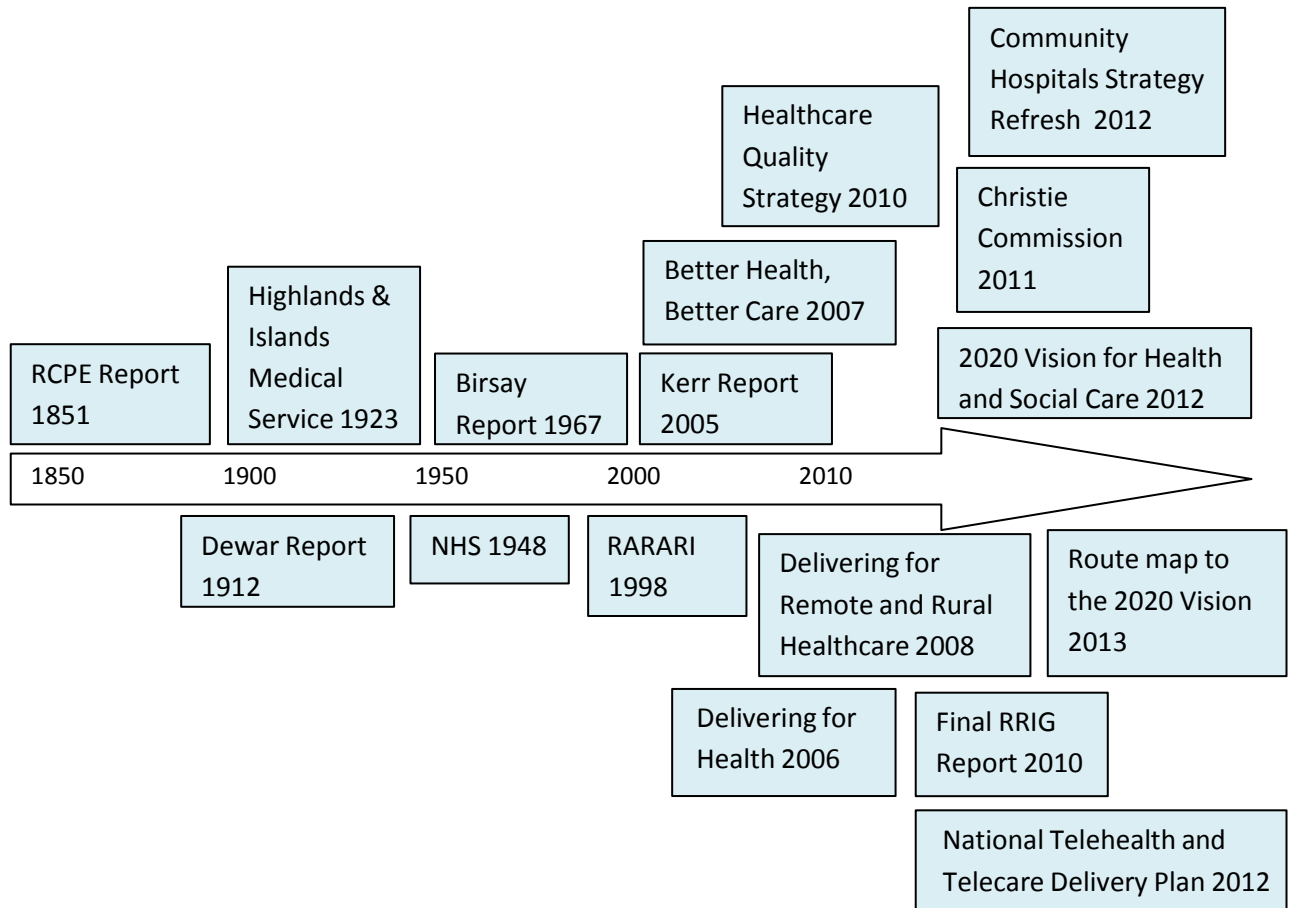 Community
Hospitals Strategy
Refresh 2012
Healthcare
Quality
Strategy 2010
Christie
Commission
2011
Better Health,
Better Care 2007
Highlands &
Islands
Medical
Service 1923
RCPE Report
1851
Birsay
Report 1967
Kerr Report
2005
2020 Vision for Health
and Social Care 2012
1850 1900 1950 2000 2010
Dewar Report
1912
NHS 1948
RARARI
1998
Delivering for
Remote and Rural
Healthcare 2008
Route map to
the 2020 Vision
2013
Delivering for
Health 2006
Final RRIG
Report 2010
National Telehealth and
Telecare Delivery Plan 2012